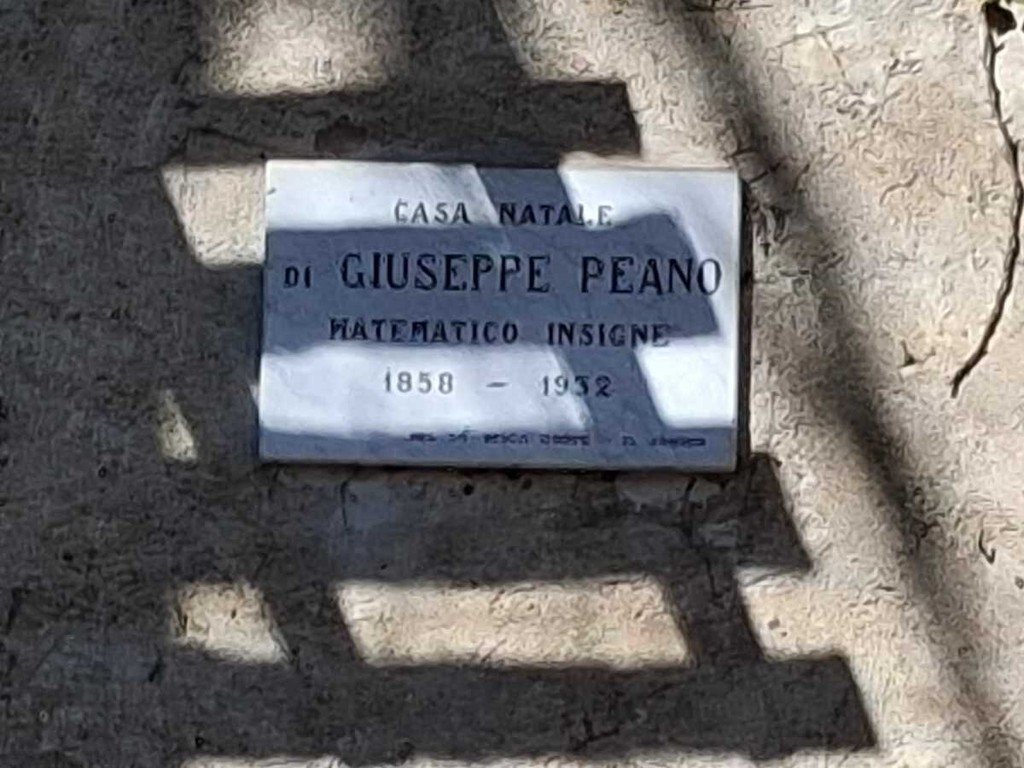 CASA NATALE
DI GIUSEPPE PEANO
MATEMATICO INSIGNE
1858 - 1932